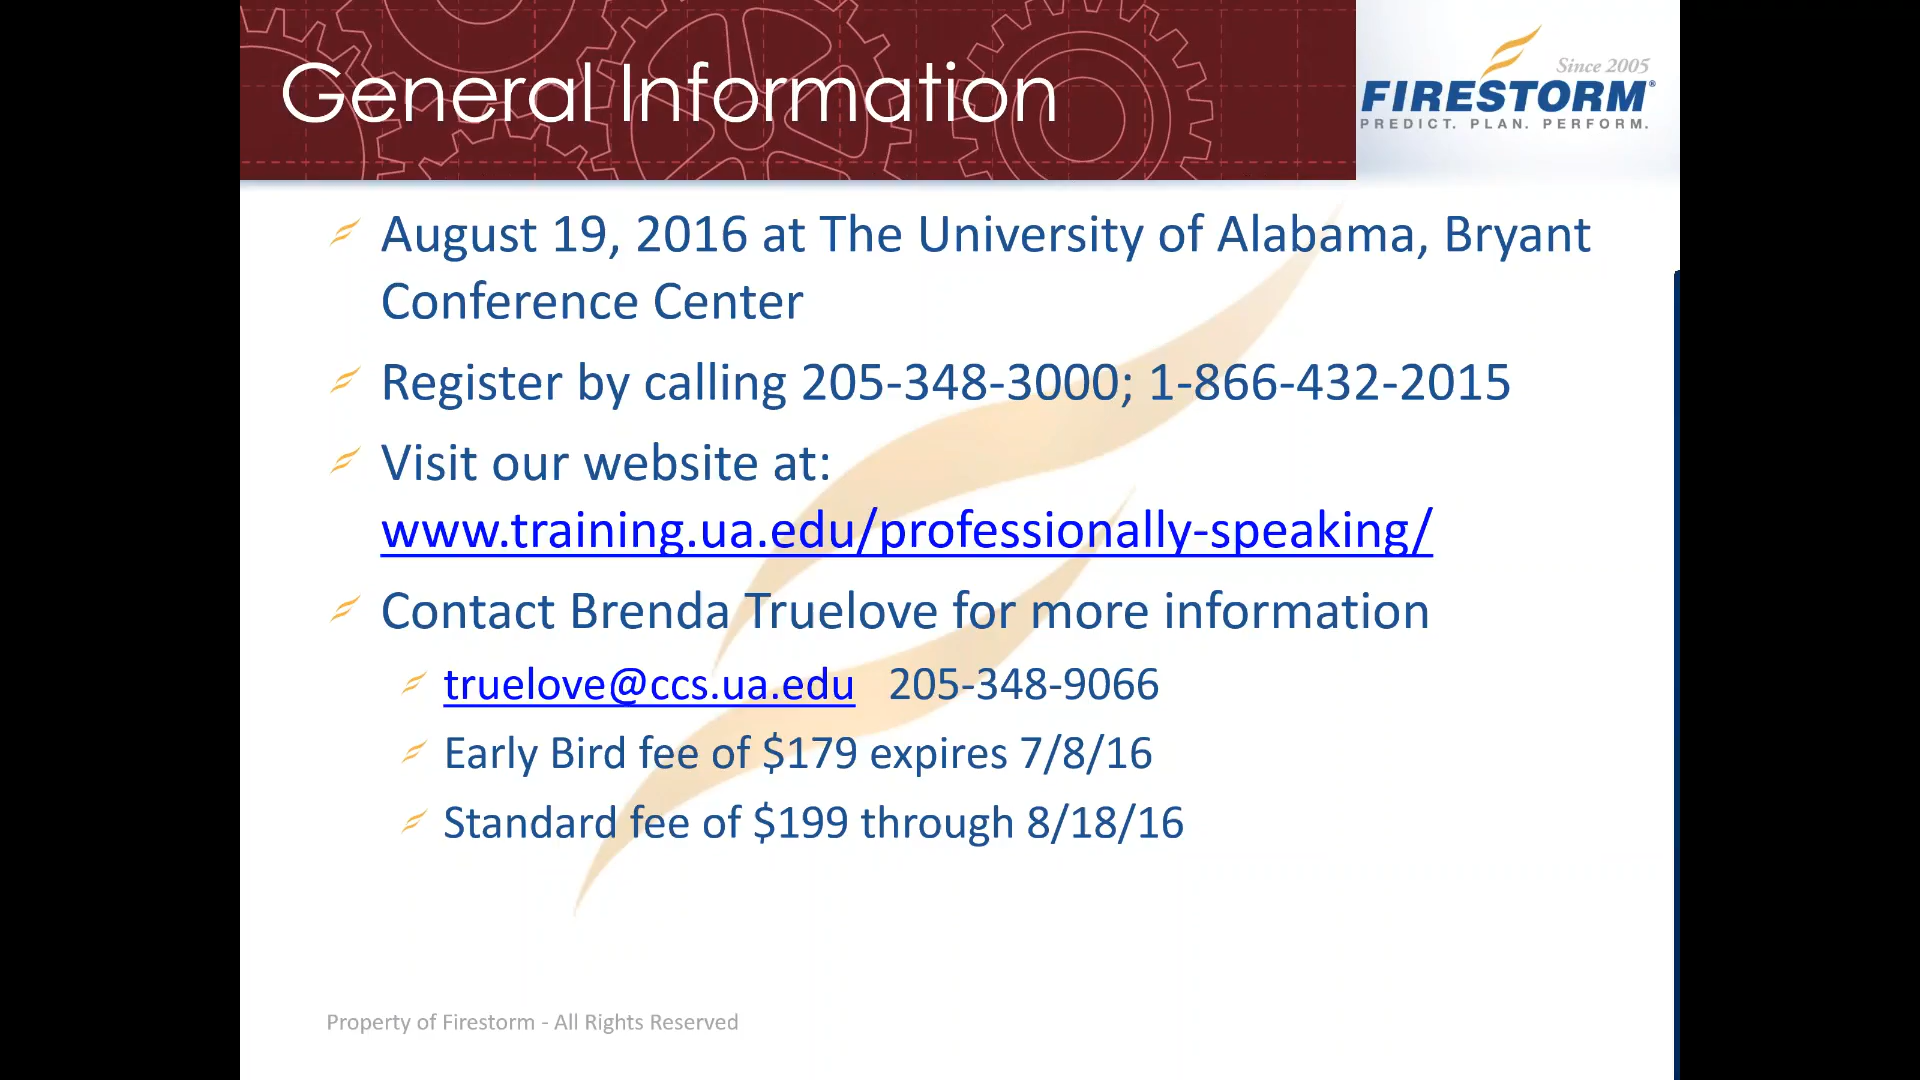 General Information
Since 2005
FIRESTORM®
PREDICT. PLAN. PERFORM.
August 19, 2016 at The University of Alabama, Bryant
Conference Center
Register by calling 205-348-3000; 1-866-432-2015
Visit our website at:
www.training.ua.edu/professionally-speaking/
Contact Brenda Truelove for more information
truelove@ccs.ua.edu 205-348-9066
Early Bird fee of $179 expires 7/8/16
Standard fee of $199 through 8/18/16
Property of Firestorm - All Rights Reserved